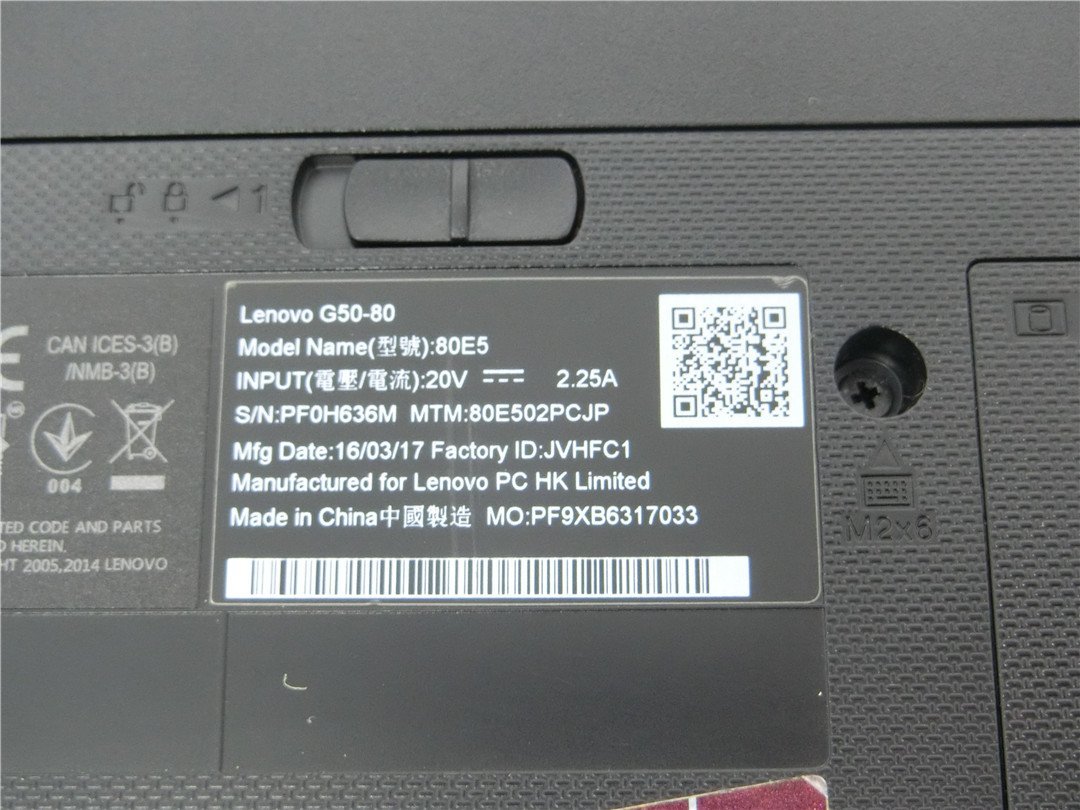 1
Lenovo G50-80
Model Name(型號):80E5
INPUT(電壓/電流):20V 2.25A
S/N:PF0H636M MTM:80E502PCJP
Mfg Date:16/03/17 Factory ID:JVHFC1
Manufactured for Lenovo PC HK Limited
Made in China中國製造 MO:PF9XB6317033
CE
CAN ICES-3(B)
/NMB-3(B)
004
CODE AND PARTS
HEREIN.
2005,2014 LENOVO
M2x6